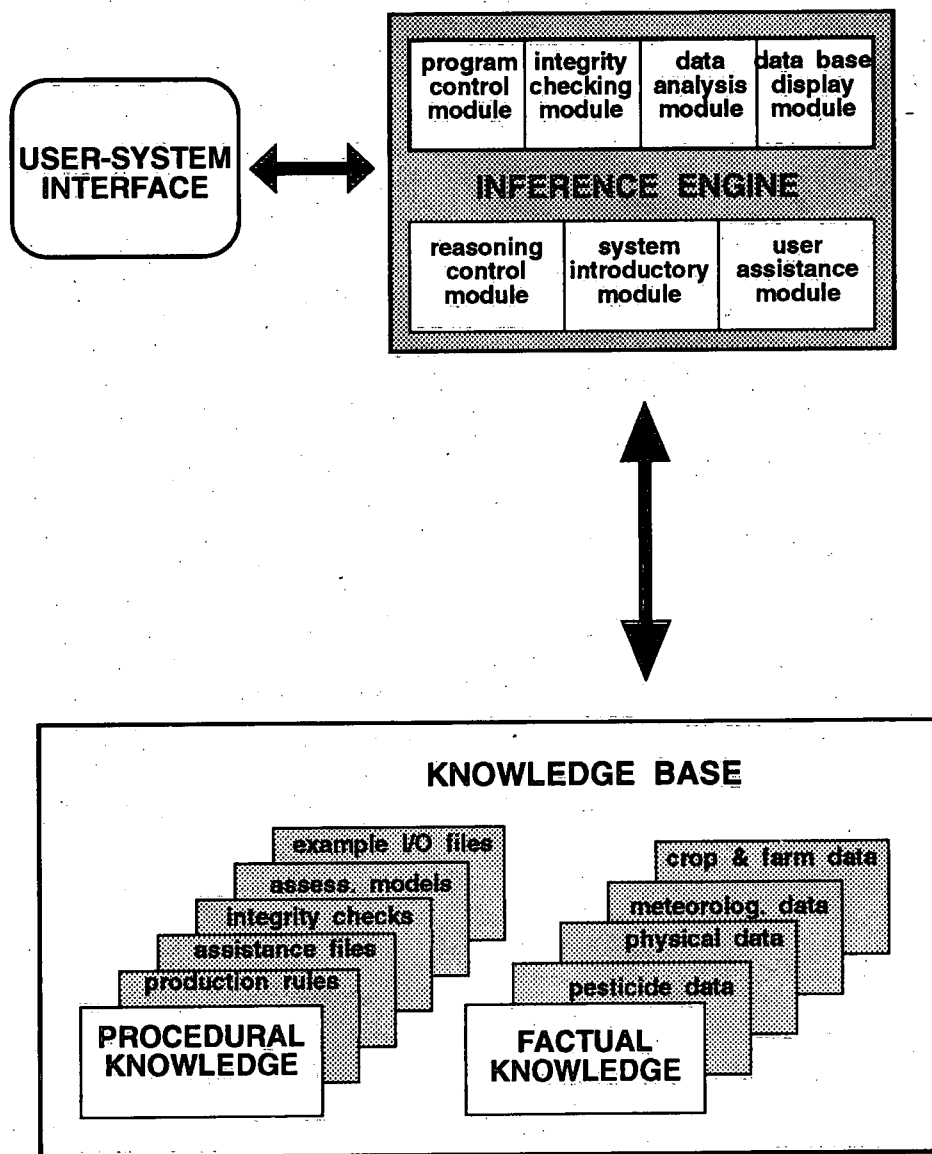 program control module
integrity checking module
data analysis module
data base display module
USER-SYSTEM
INTERFACE
INFERENCE ENGINE
reasoning control module
system introductory module
user assistance module
KNOWLEDGE BASE
example I/O files
assess. models
integrity checks
assistance files
production rules
PROCEDURAL
KNOWLEDGE
crop & farm data
meteorolog. data
physical data
pesticide data
FACTUAL
KNOWLEDGE